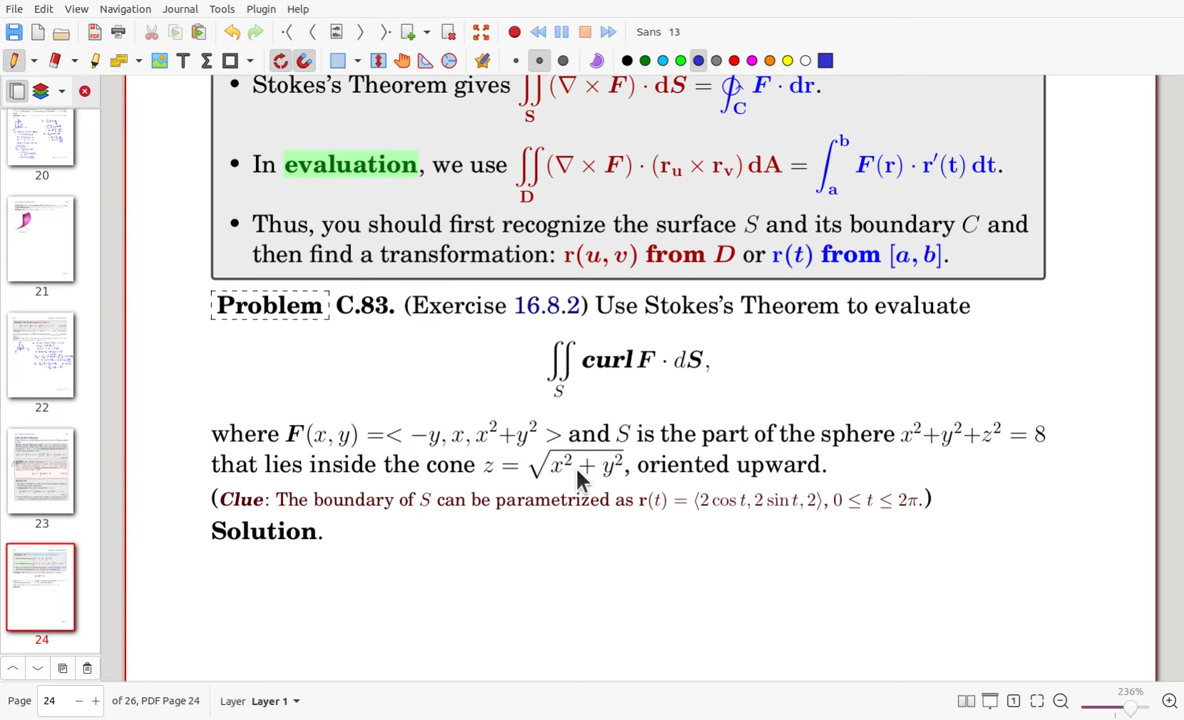 File Edit View Navigation Journal Tools Plugin Help
Sans 13
• Stokes's Theorem gives ∬_S (∇ × F) · dS = ∮_C F · dr.
• In evaluation, we use ∬_D (∇ × F) · (r_u × r_v) dA = ∫_a^b F(r) · r′(t) dt.
• Thus, you should first recognize the surface S and its boundary C and
then find a transformation: r(u, v) from D or r(t) from [a, b].
Problem C.83. (Exercise 16.8.2) Use Stokes's Theorem to evaluate
∬_S curl F · dS,
where F(x, y) =< −y, x, x²+y² > and S is the part of the sphere x²+y²+z² = 8
that lies inside the cone z = √(x² + y²), oriented upward.
(Clue: The boundary of S can be parametrized as r(t) = ⟨2 cos t, 2 sin t, 2⟩, 0 ≤ t ≤ 2π.)
Solution.
20
21
22
23
24
Page 24 − + of 26, PDF Page 24 Layer Layer 1 236%